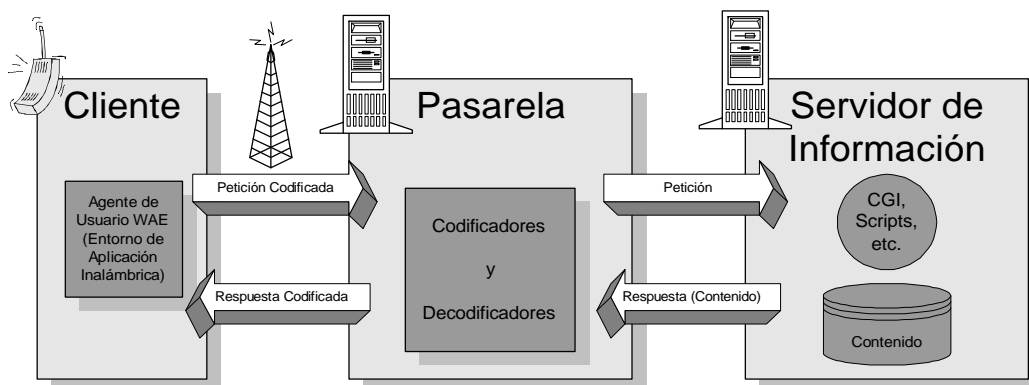 Cliente
Pasarela
Servidor de
Información
Agente de
Usuario WAE
(Entorno de
Aplicación
Inalámbrica)
Petición Codificada
Respuesta Codificada
Codificadores
y
Decodificadores
Petición
Respuesta (Contenido)
CGI,
Scripts,
etc.
Contenido